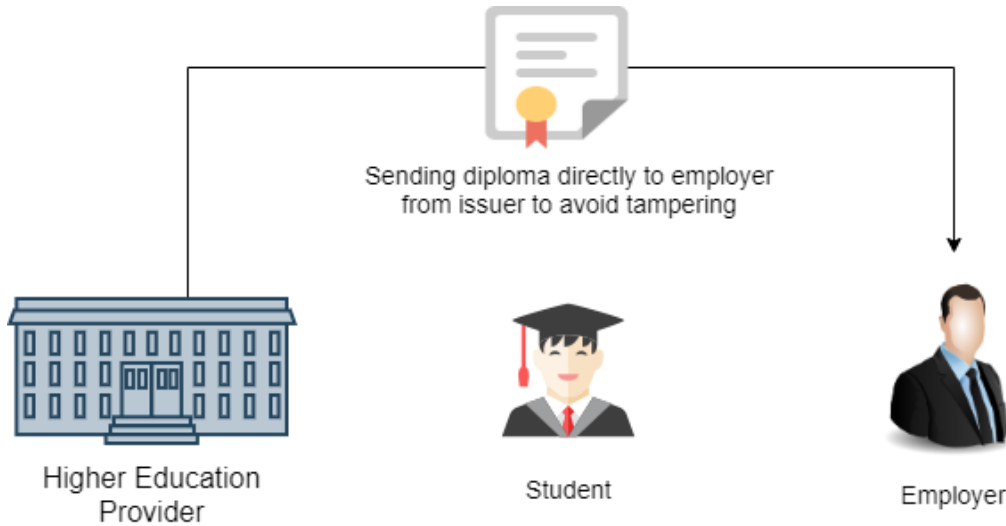 Sending diploma directly to employer
from issuer to avoid tampering
Higher Education
Provider
Student
Employer